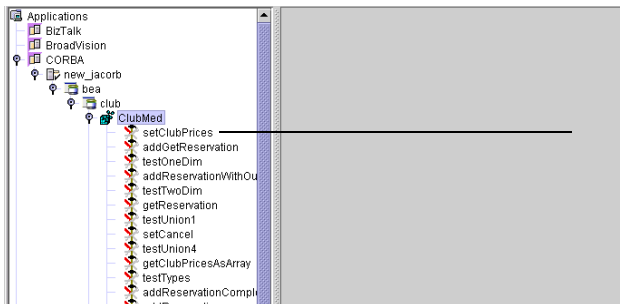 Applications
BizTalk
BroadVision
CORBA
new_jacorb
bea
club
ClubMed
setClubPrices
addGetReservation
testOneDim
addReservationWithOu
testTwoDim
getReservation
testUnion1
setCancel
testUnion4
getClubPricesAsArray
testTypes
addReservationComple